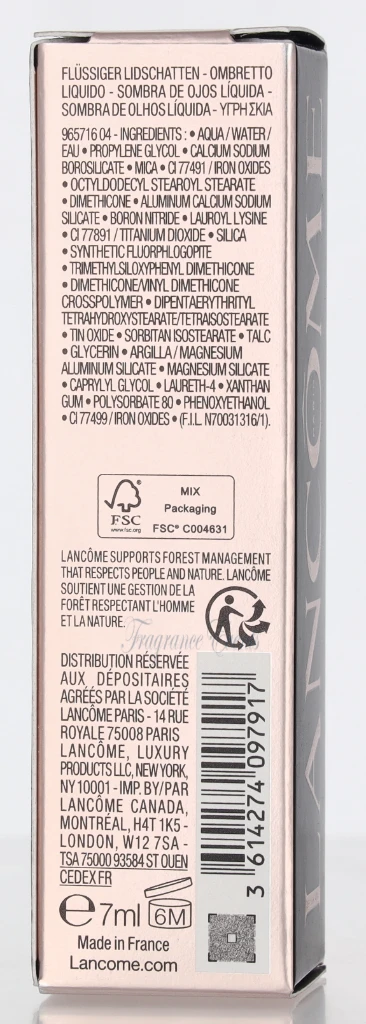 FLÜSSIGER LIDSCHATTEN - OMBRETTO
LIQUIDO - SOMBRA DE OJOS LÍQUIDA -
SOMBRA DE OLHOS LÍQUIDA - ΥΓΡΗ ΣΚΙΑ
965716 04 - INGREDIENTS : • AQUA / WATER /
EAU • PROPYLENE GLYCOL • CALCIUM SODIUM
BOROSILICATE • MICA • CI 77491 / IRON OXIDES
• OCTYLDODECYL STEAROYL STEARATE
• DIMETHICONE • ALUMINUM CALCIUM SODIUM
SILICATE • BORON NITRIDE • LAUROYL LYSINE
• CI 77891 / TITANIUM DIOXIDE • SILICA
• SYNTHETIC FLUORPHLOGOPITE
• TRIMETHYLSILOXYPHENYL DIMETHICONE
• DIMETHICONE/VINYL DIMETHICONE
CROSSPOLYMER • DIPENTAERYTHRITYL
TETRAHYDROXYSTEARATE/TETRAISOSTEARATE
• TIN OXIDE • SORBITAN ISOSTEARATE • TALC
• GLYCERIN • ARGILLA / MAGNESIUM
ALUMINUM SILICATE • MAGNESIUM SILICATE
• CAPRYLYL GLYCOL • LAURETH-4 • XANTHAN
GUM • POLYSORBATE 80 • PHENOXYETHANOL
• CI 77499 / IRON OXIDES • (F.I.L. N70031316/1).
FSC
www.fsc.org
MIX
Packaging
FSC® C004631
LANCÔME SUPPORTS FOREST MANAGEMENT
THAT RESPECTS PEOPLE AND NATURE. LANCÔME
SOUTIENT UNE GESTION DE LA
FORÊT RESPECTANT L'HOMME
ET LA NATURE.
DISTRIBUTION RÉSERVÉE
AUX DÉPOSITAIRES
AGRÉÉS PAR LA SOCIÉTÉ
LANCÔME PARIS - 14 RUE
ROYALE 75008 PARIS
LANCÔME, LUXURY
PRODUCTS LLC, NEW YORK,
NY 10001 - IMP. BY/PAR
LANCÔME CANADA,
MONTRÉAL, H4T 1K5 -
LONDON, W12 7SA -
TSA 75000 93584 ST OUEN
CEDEX FR
e 7ml 6M
Made in France
Lancome.com
3 614274 097917
LANCÔME